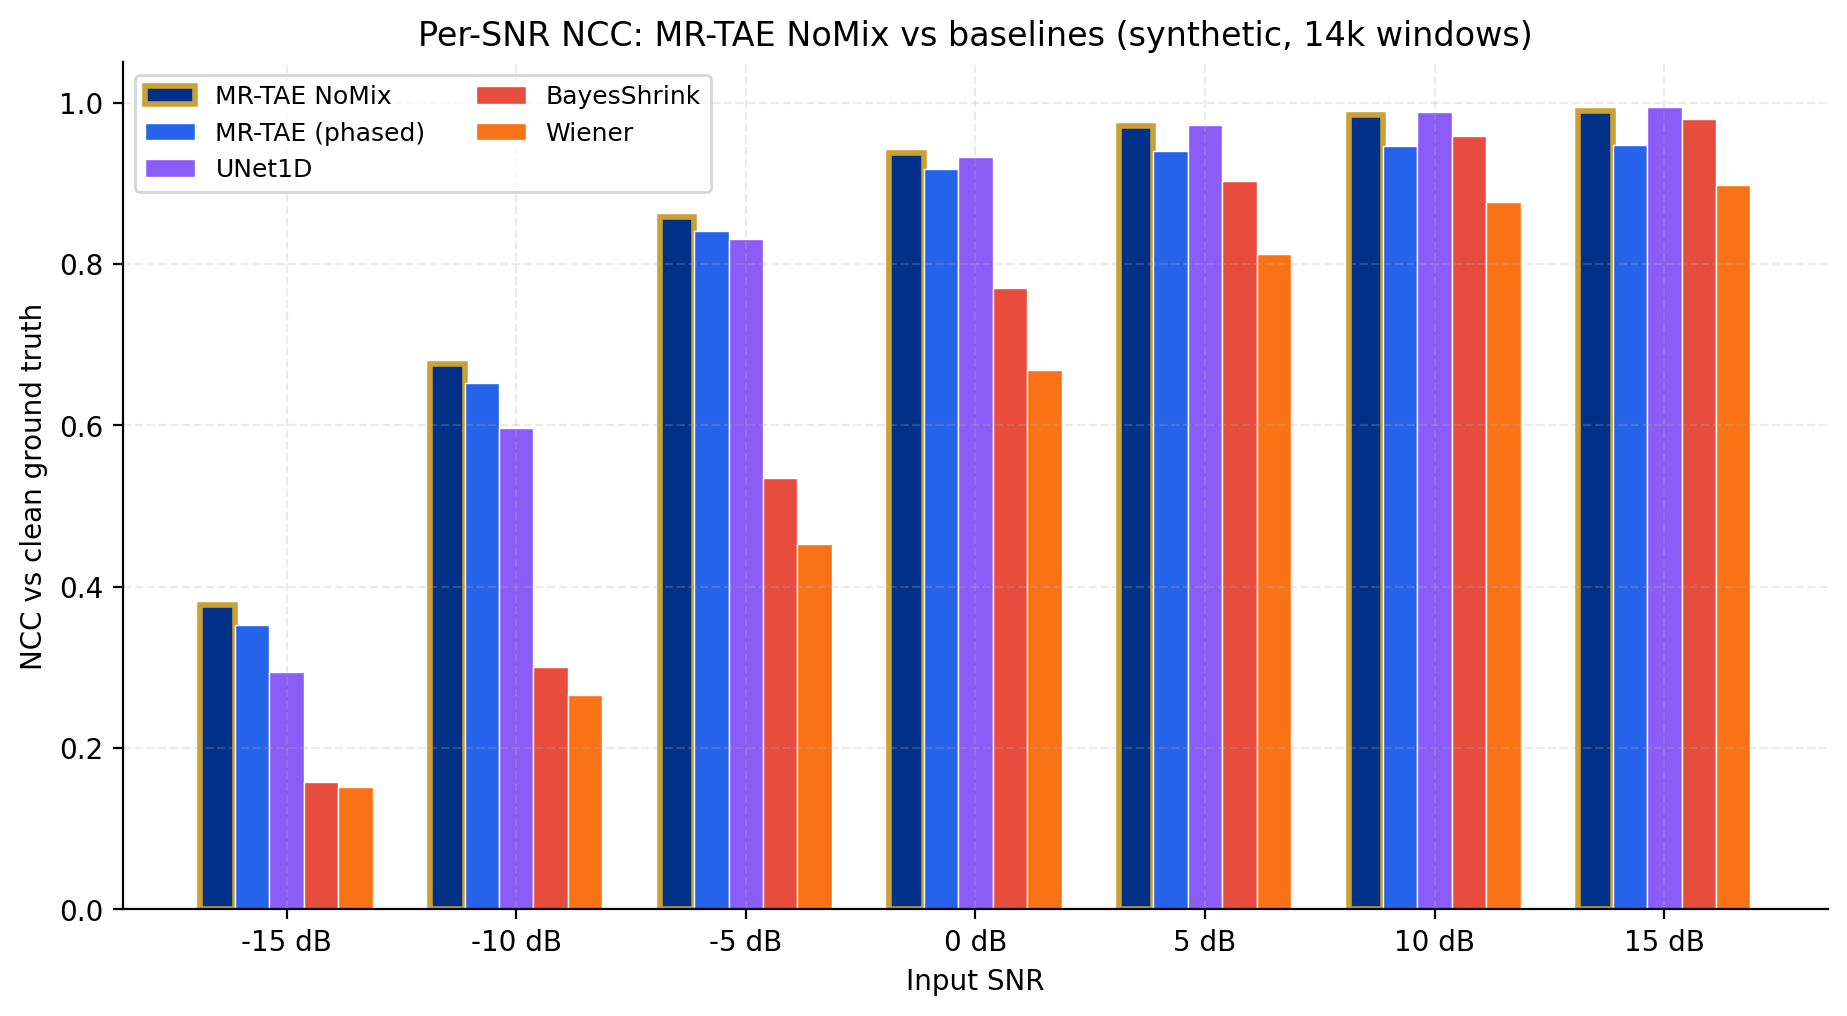 Per-SNR NCC: MR-TAE NoMix vs baselines (synthetic, 14k windows)
MR-TAE NoMix
MR-TAE (phased)
UNet1D
BayesShrink
Wiener
NCC vs clean ground truth
1.0
0.8
0.6
0.4
0.2
0.0
-15 dB
-10 dB
-5 dB
0 dB
5 dB
10 dB
15 dB
Input SNR